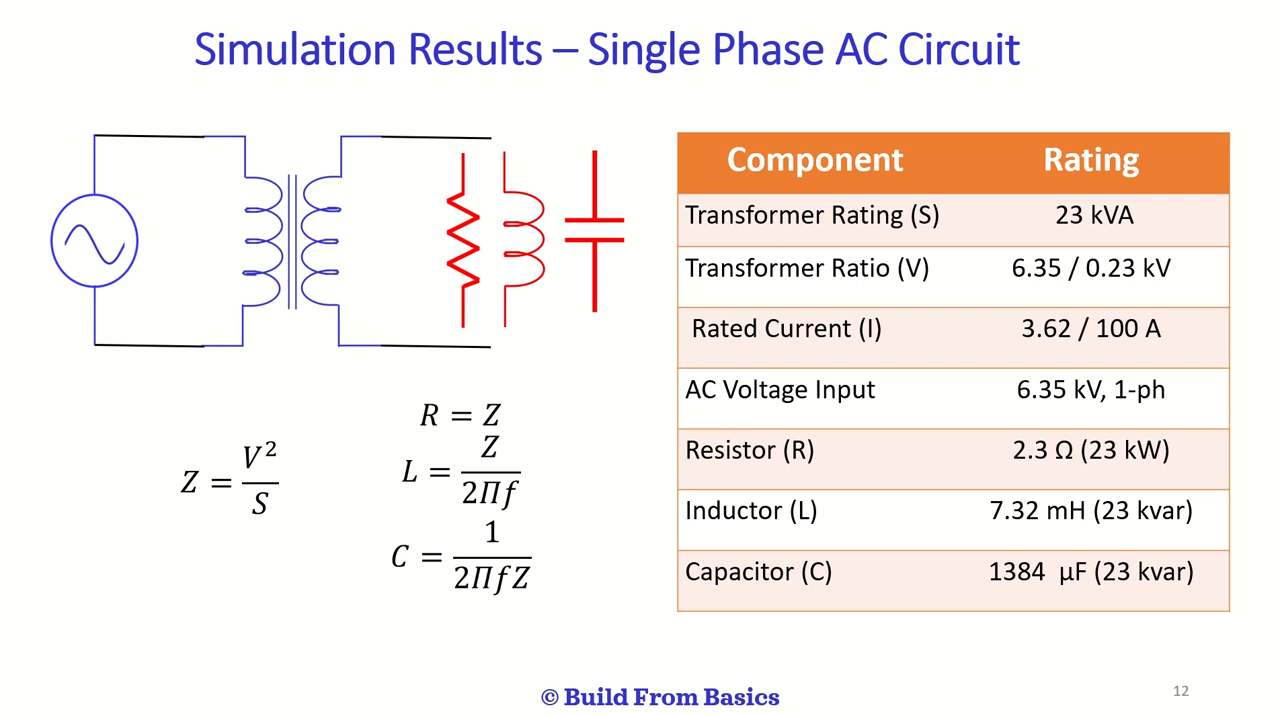 Simulation Results – Single Phase AC Circuit
Component Rating
Transformer Rating (S) 23 kVA
Transformer Ratio (V) 6.35 / 0.23 kV
Rated Current (I) 3.62 / 100 A
AC Voltage Input 6.35 kV, 1-ph
Resistor (R) 2.3 Ω (23 kW)
Inductor (L) 7.32 mH (23 kvar)
Capacitor (C) 1384 µF (23 kvar)
Z = V² / S
R = Z
L = Z / 2Πf
C = 1 / 2ΠfZ
© Build From Basics
12